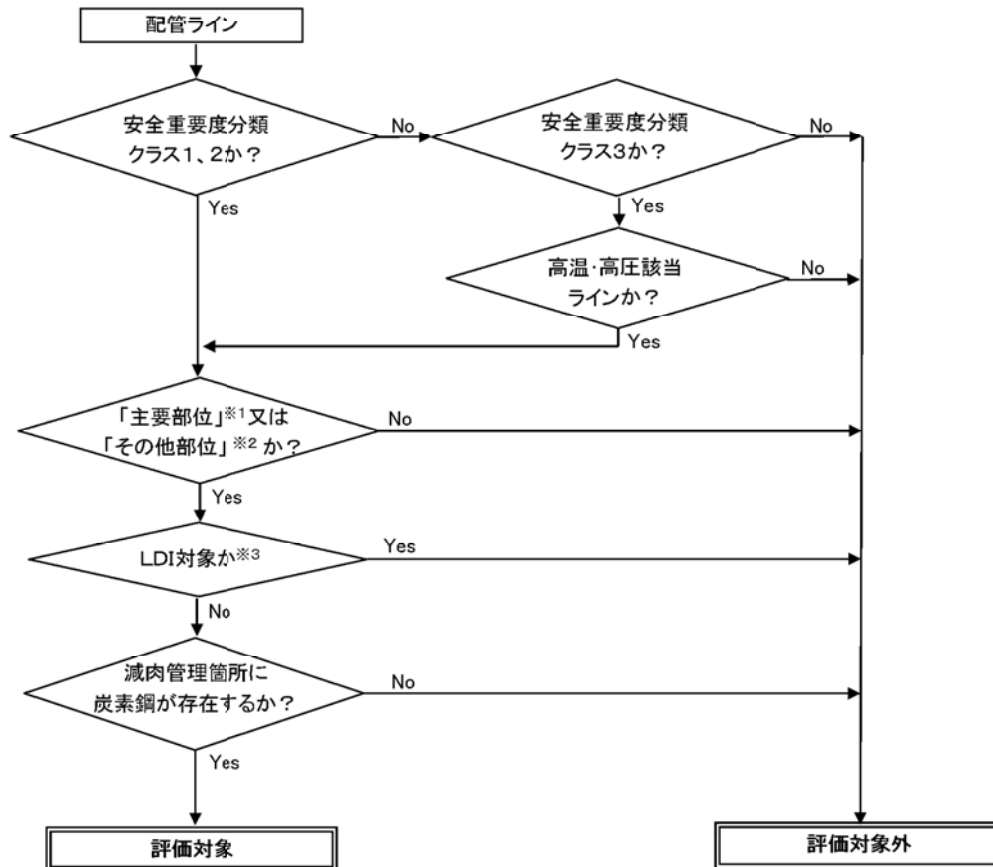 配管ライン
安全重要度分類
クラス1、2か?
No
安全重要度分類
クラス3か?
No
Yes
Yes
高温・高圧該当
ラインか?
No
Yes
「主要部位」※1又は
「その他部位」※2か?
No
Yes
LDI対象か※3
Yes
No
減肉管理箇所に
炭素鋼が存在するか?
No
Yes
評価対象
評価対象外